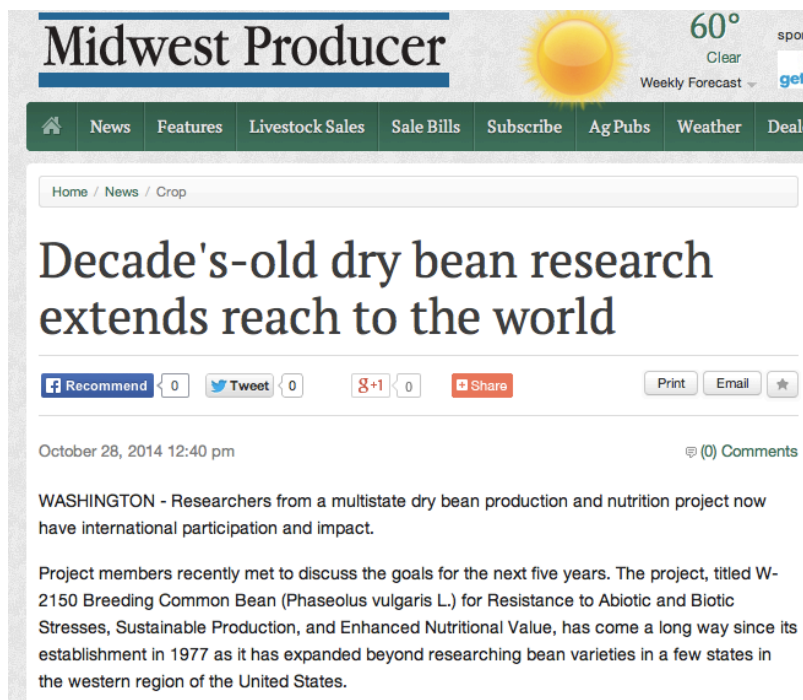 Midwest Producer
60°
Clear
Weekly Forecast
News Features Livestock Sales Sale Bills Subscribe Ag Pubs Weather
Home / News / Crop
Decade's-old dry bean research
extends reach to the world
Recommend 0 Tweet 0 g+1 0 Share Print Email
October 28, 2014 12:40 pm (0) Comments
WASHINGTON - Researchers from a multistate dry bean production and nutrition project now
have international participation and impact.
Project members recently met to discuss the goals for the next five years. The project, titled W-
2150 Breeding Common Bean (Phaseolus vulgaris L.) for Resistance to Abiotic and Biotic
Stresses, Sustainable Production, and Enhanced Nutritional Value, has come a long way since its
establishment in 1977 as it has expanded beyond researching bean varieties in a few states in
the western region of the United States.